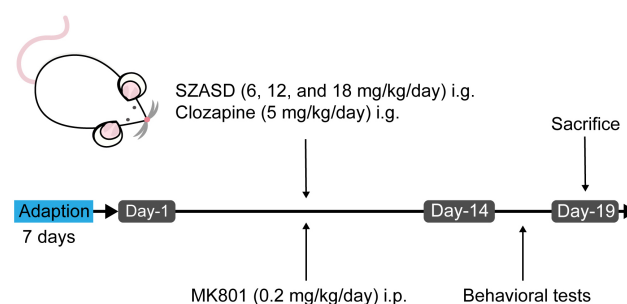 SZASD (6, 12, and 18 mg/kg/day) i.g.
Clozapine (5 mg/kg/day) i.g.
Sacrifice
Adaption
Day-1
Day-14
Day-19
7 days
MK801 (0.2 mg/kg/day) i.p.
Behavioral tests